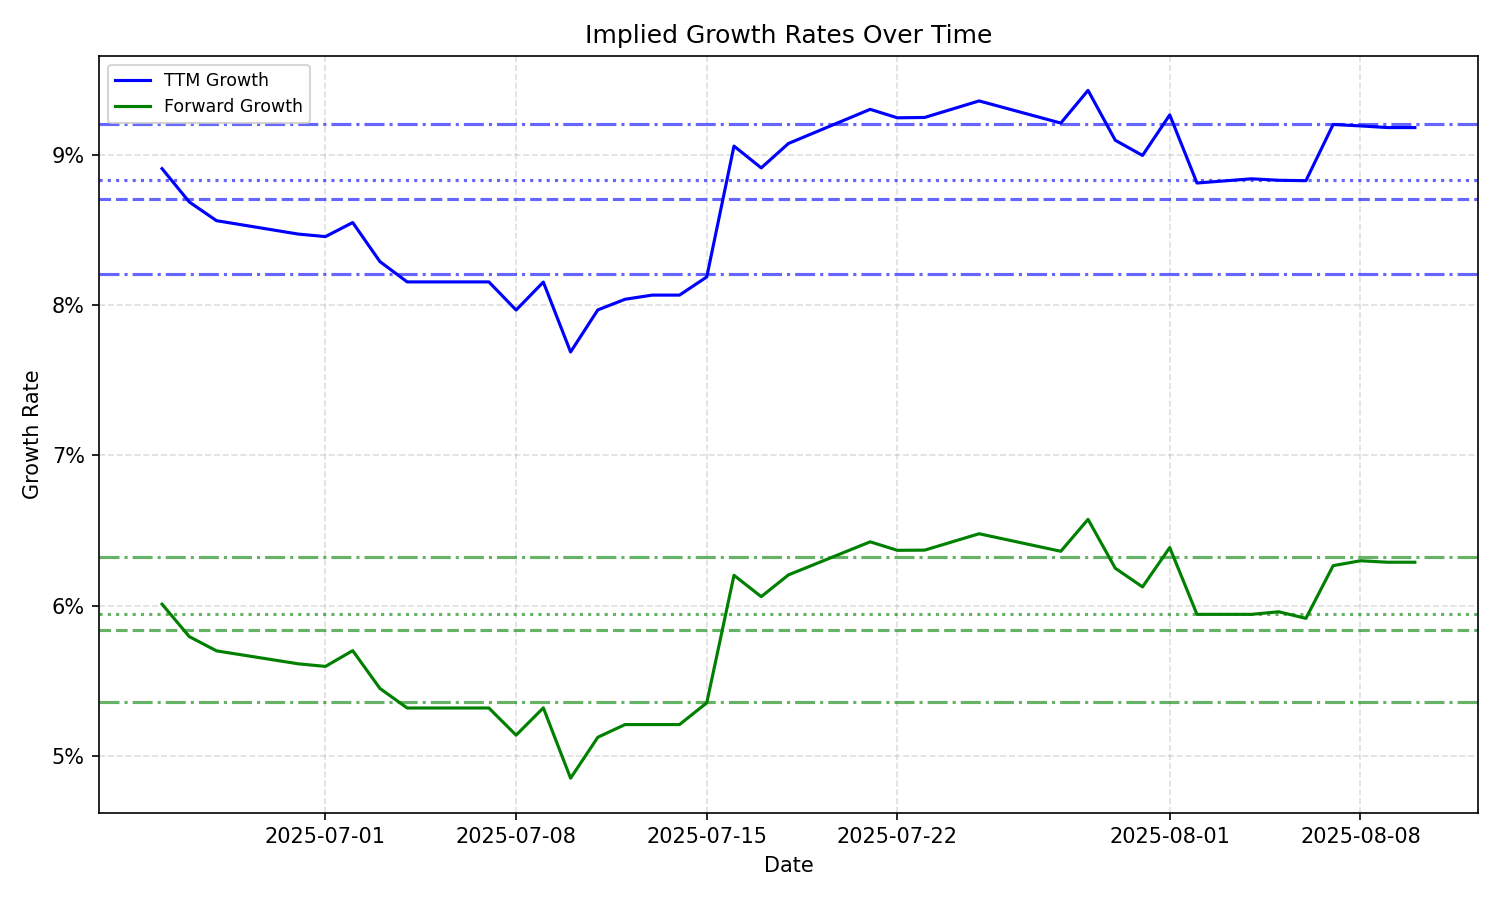 Implied Growth Rates Over Time
TTM Growth
Forward Growth
9%
8%
7%
6%
5%
Growth Rate
2025-07-01
2025-07-08
2025-07-15
2025-07-22
2025-08-01
2025-08-08
Date